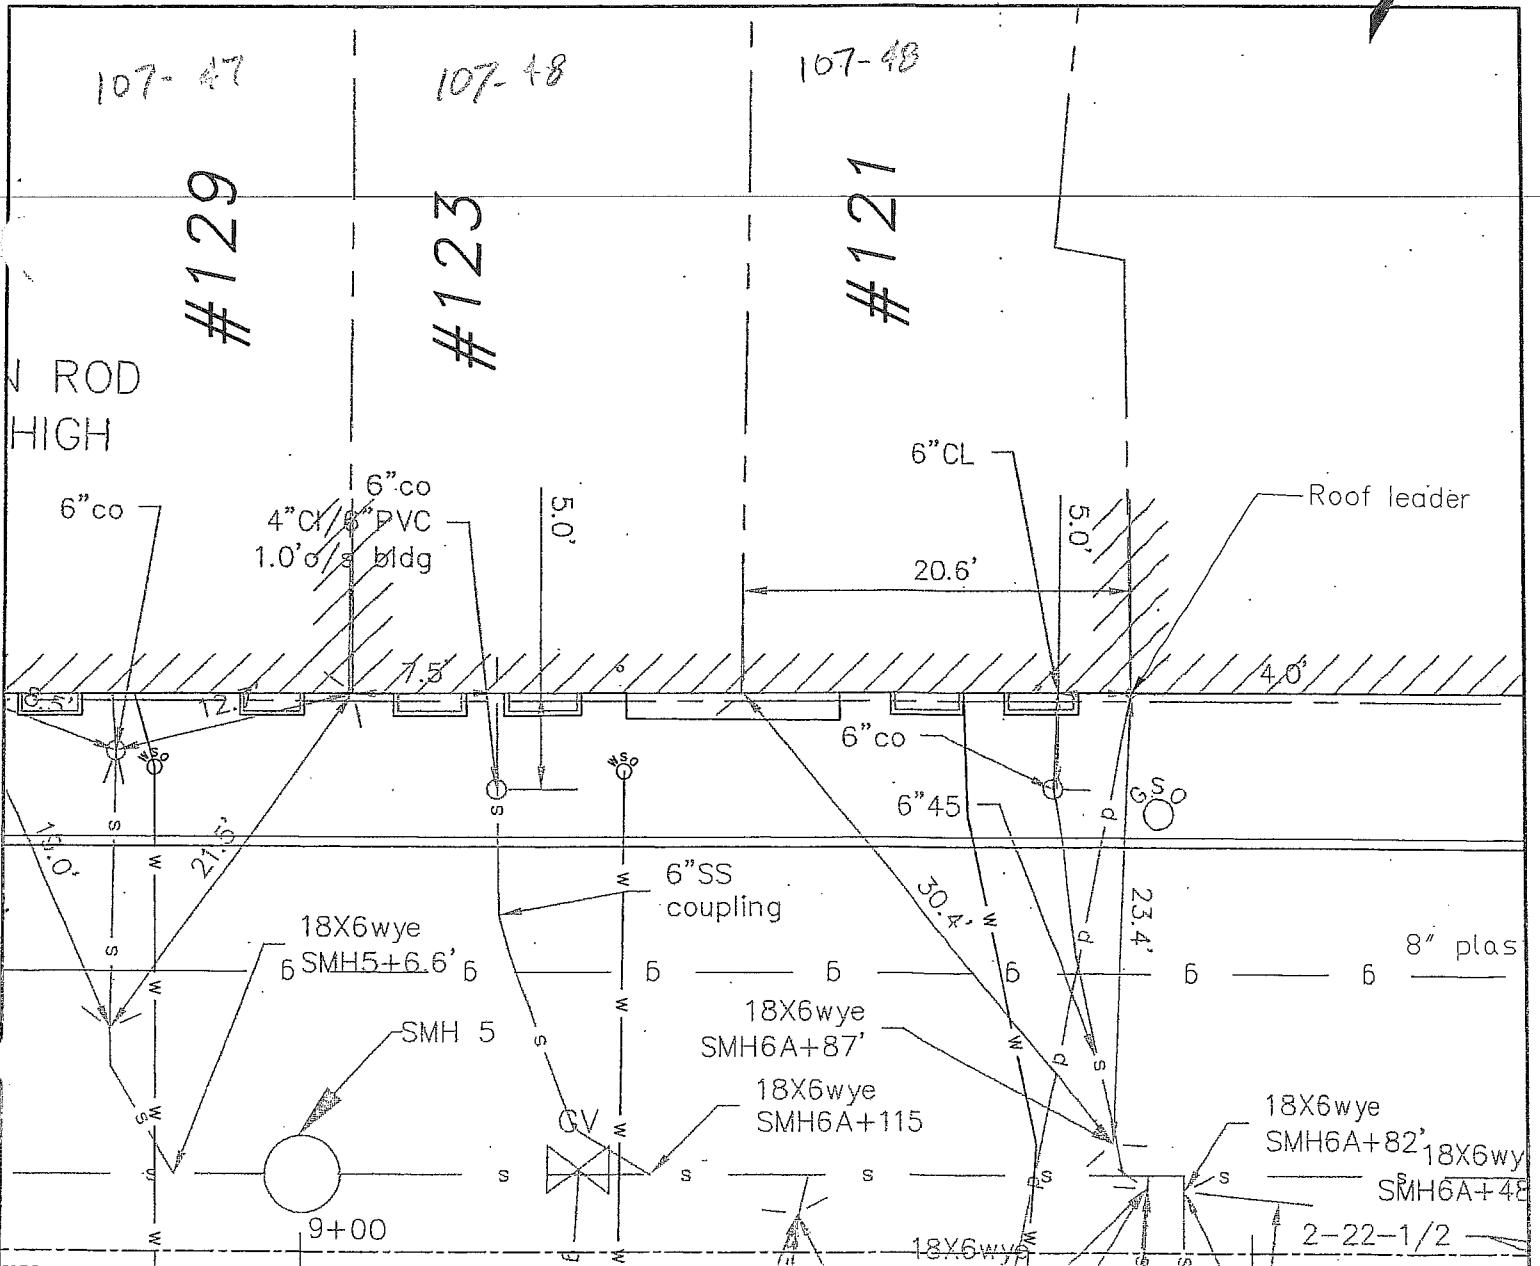 107-47
107-48
107-48
#129
#123
#121
ROD
HIGH
6"co
6"co
4"CI/6"PVC
1.0'o/s bldg
5.0'
6"CL
5.0'
Roof leader
20.6'
7.5'
4.0'
12.
wso
wso
6"co
GSO
6"45
21.5'
6"SS
coupling
30.4'
23.4'
8" plas
18X6wye
SMH5+6.6'
SMH 5
18X6wye
SMH6A+87'
18X6wye
SMH6A+115
GV
18X6wye
SMH6A+82'
18X6wy
SMH6A+48
9+00
18X6wye
2-22-1/2